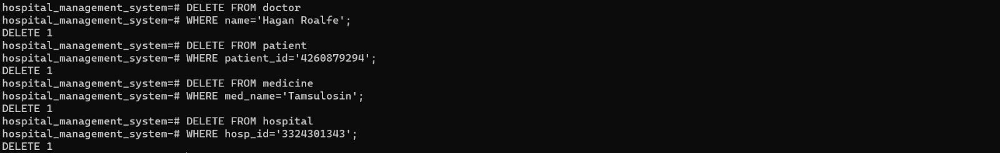 hospital_management_system=# DELETE FROM doctor
hospital_management_system-# WHERE name='Hagan Roalfe';
DELETE 1
hospital_management_system=# DELETE FROM patient
hospital_management_system-# WHERE patient_id='4260879294';
DELETE 1
hospital_management_system=# DELETE FROM medicine
hospital_management_system-# WHERE med_name='Tamsulosin';
DELETE 1
hospital_management_system=# DELETE FROM hospital
hospital_management_system-# WHERE hosp_id='3324301343';
DELETE 1